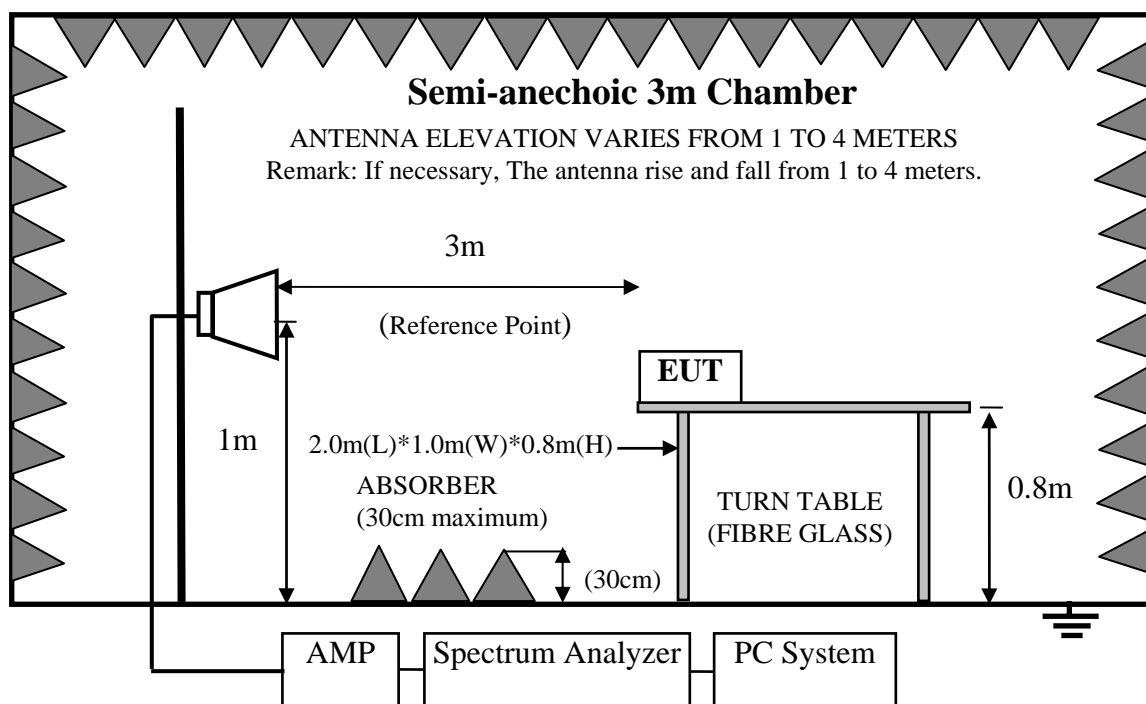 Semi-anechoic 3m Chamber
ANTENNA ELEVATION VARIES FROM 1 TO 4 METERS
Remark: If necessary, The antenna rise and fall from 1 to 4 meters.
3m
(Reference Point)
EUT
1m
2.0m(L)*1.0m(W)*0.8m(H)
ABSORBER
(30cm maximum)
(30cm)
TURN TABLE
(FIBRE GLASS)
0.8m
AMP
Spectrum Analyzer
PC System